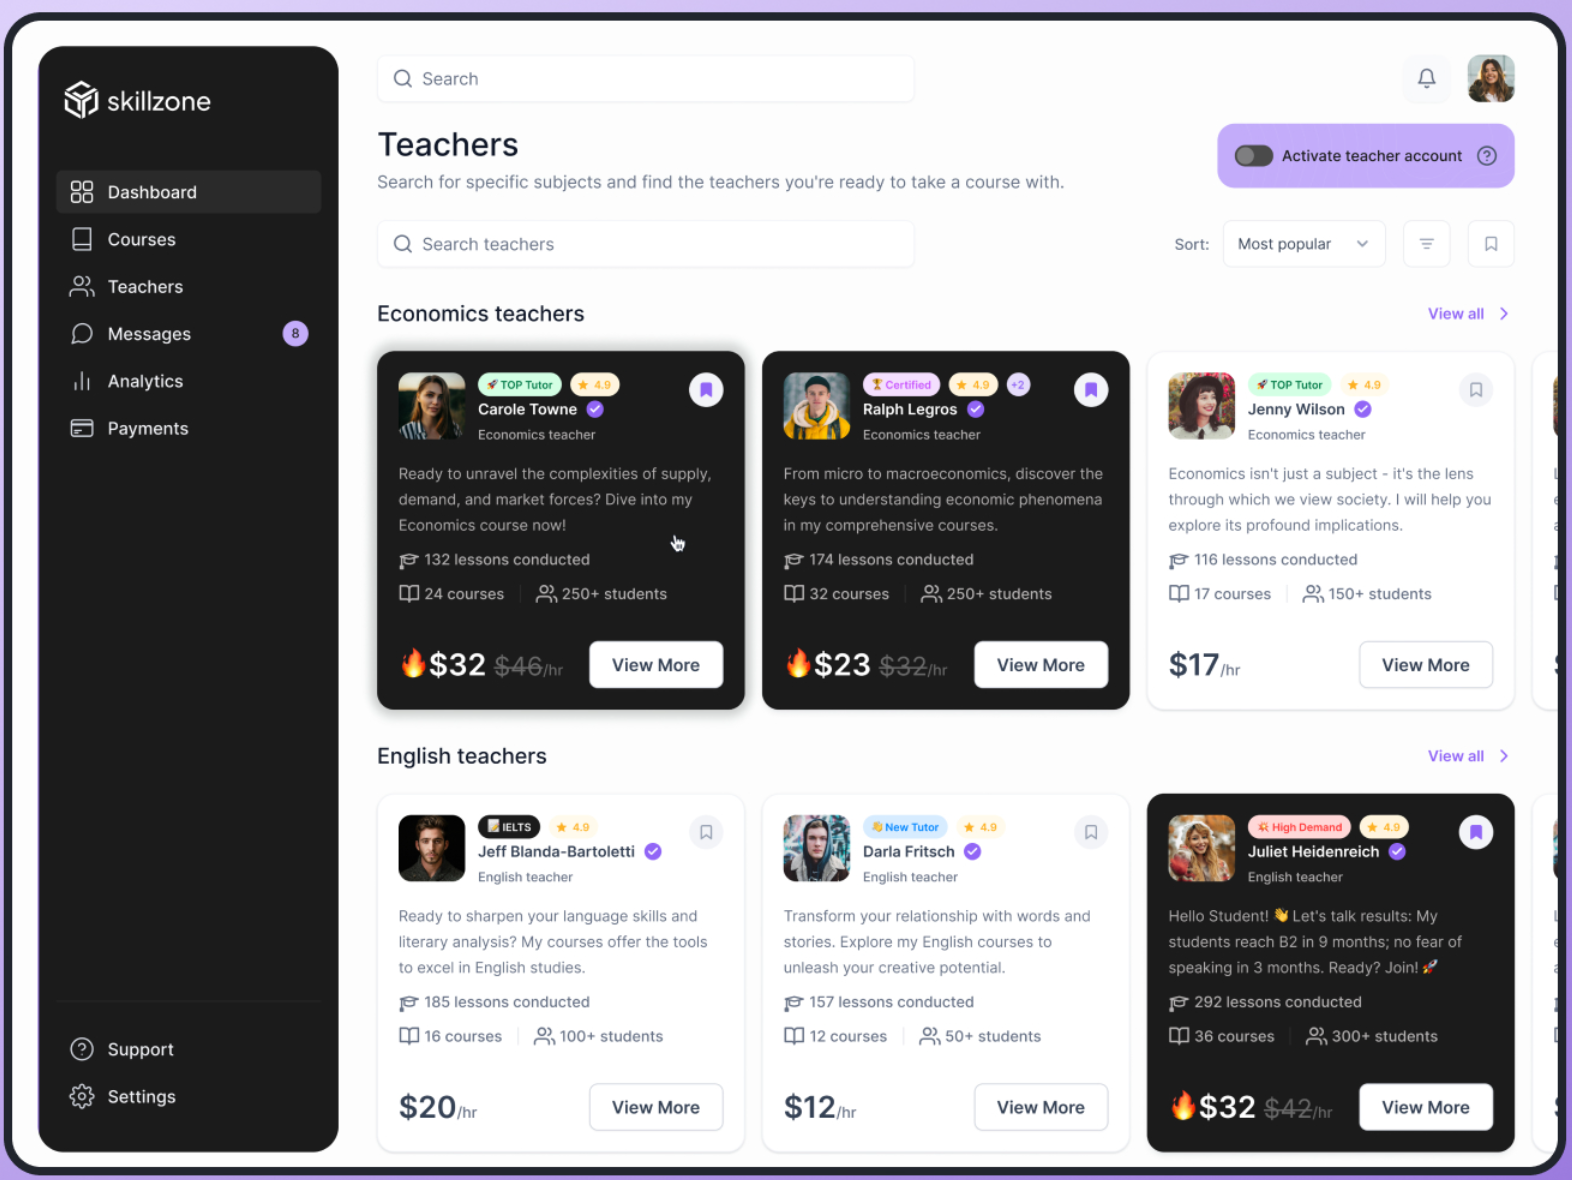 skillzone
Dashboard
Courses
Teachers
Messages 8
Analytics
Payments
Support
Settings
Search
Teachers
Search for specific subjects and find the teachers you're ready to take a course with.
Activate teacher account
Search teachers
Sort: Most popular
Economics teachers
View all
TOP Tutor 4.9
Carole Towne
Economics teacher
Ready to unravel the complexities of supply,
demand, and market forces? Dive into my
Economics course now!
132 lessons conducted
24 courses 250+ students
$32 $46/hr View More
Certified 4.9 +2
Ralph Legros
Economics teacher
From micro to macroeconomics, discover the
keys to understanding economic phenomena
in my comprehensive courses.
174 lessons conducted
32 courses 250+ students
$23 $32/hr View More
TOP Tutor 4.9
Jenny Wilson
Economics teacher
Economics isn't just a subject - it's the lens
through which we view society. I will help you
explore its profound implications.
116 lessons conducted
17 courses 150+ students
$17/hr View More
English teachers
View all
IELTS 4.9
Jeff Blanda-Bartoletti
English teacher
Ready to sharpen your language skills and
literary analysis? My courses offer the tools
to excel in English studies.
185 lessons conducted
16 courses 100+ students
$20/hr View More
New Tutor 4.9
Darla Fritsch
English teacher
Transform your relationship with words and
stories. Explore my English courses to
unleash your creative potential.
157 lessons conducted
12 courses 50+ students
$12/hr View More
High Demand 4.9
Juliet Heidenreich
English teacher
Hello Student! 👋 Let's talk results: My
students reach B2 in 9 months; no fear of
speaking in 3 months. Ready? Join! 🚀
292 lessons conducted
36 courses 300+ students
$32 $42/hr View More